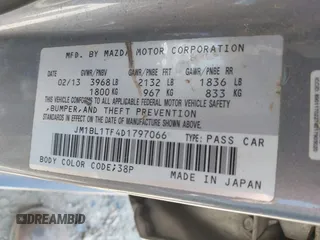 MFD. BY MAZDA MOTOR CORPORATION
GVWR/PNBV GAWR/PNBE FRT GAWR/PNBE RR
02/13 3968 LB 2132 LB 1836 LB
1800 KG 967 KG 833 KG
THIS VEHICLE CONFORMS TO ALL APPLICABLE FEDERAL MOTOR VEHICLE SAFETY
, BUMPER, AND THEFT PREVENTION
STANDARDS IN EFFECT ON THE DATE OF MANUFACTURE SHOWN ABOVE.
JM1BL1TF4D1797066 TYPE: PASS CAR
BODY COLOR CODE; 38P
MADE IN JAPAN
DREAMBID